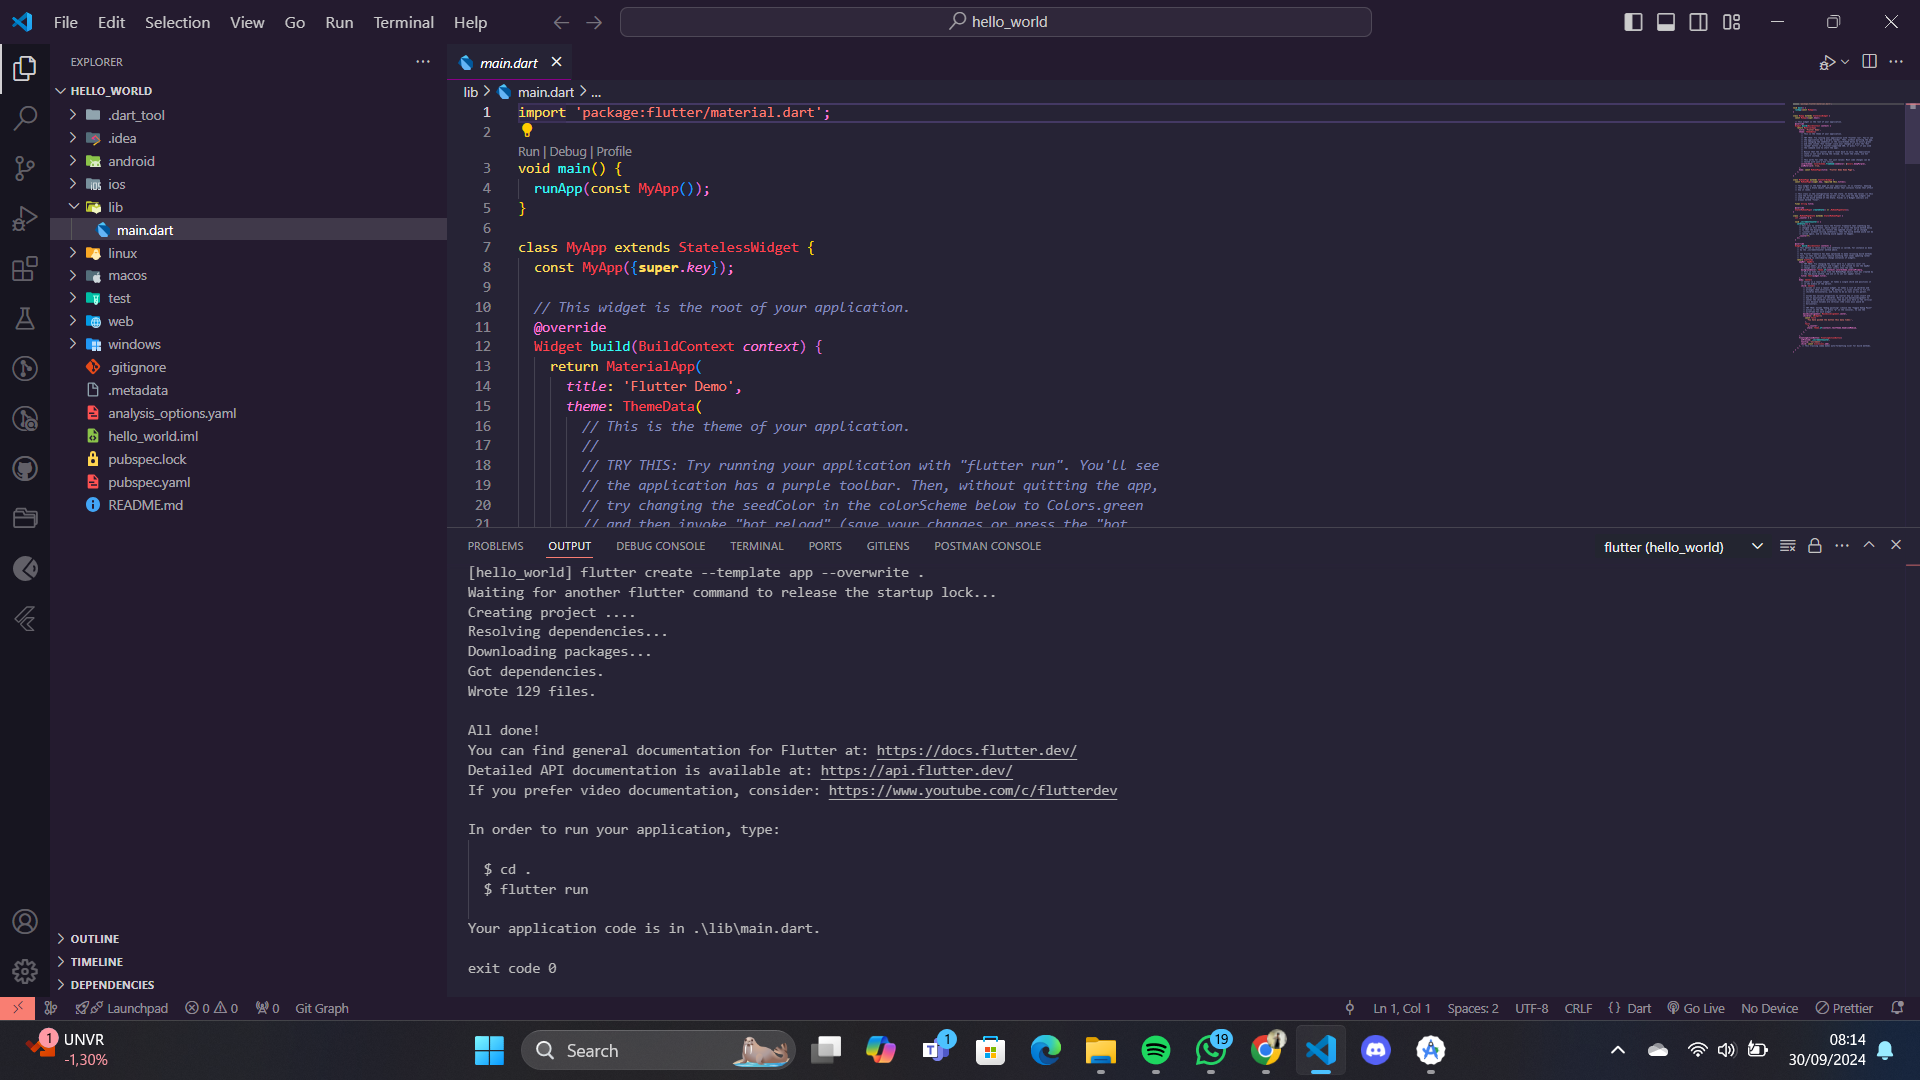 File Edit Selection View Go Run Terminal Help
hello_world
EXPLORER
HELLO_WORLD
.dart_tool
.idea
android
ios
lib
main.dart
linux
macos
test
web
windows
.gitignore
.metadata
analysis_options.yaml
hello_world.iml
pubspec.lock
pubspec.yaml
README.md
OUTLINE
TIMELINE
DEPENDENCIES
main.dart
lib > main.dart > ...
1 import 'package:flutter/material.dart';
2
Run | Debug | Profile
3 void main() {
4 runApp(const MyApp());
5 }
6
7 class MyApp extends StatelessWidget {
8 const MyApp({super.key});
9
10 // This widget is the root of your application.
11 @override
12 Widget build(BuildContext context) {
13 return MaterialApp(
14 title: 'Flutter Demo',
15 theme: ThemeData(
16 // This is the theme of your application.
17 //
18 // TRY THIS: Try running your application with "flutter run". You'll see
19 // the application has a purple toolbar. Then, without quitting the app,
20 // try changing the seedColor in the colorScheme below to Colors.green
21 // and then invoke "hot reload" (save your changes or press the "hot
PROBLEMS OUTPUT DEBUG CONSOLE TERMINAL PORTS GITLENS POSTMAN CONSOLE
flutter (hello_world)
[hello_world] flutter create --template app --overwrite .
Waiting for another flutter command to release the startup lock...
Creating project ....
Resolving dependencies...
Downloading packages...
Got dependencies.
Wrote 129 files.
All done!
You can find general documentation for Flutter at: https://docs.flutter.dev/
Detailed API documentation is available at: https://api.flutter.dev/
If you prefer video documentation, consider: https://www.youtube.com/c/flutterdev
In order to run your application, type:
$ cd .
$ flutter run
Your application code is in .\lib\main.dart.
exit code 0
Launchpad 0 0 0 Git Graph
Ln 1, Col 1 Spaces: 2 UTF-8 CRLF {} Dart Go Live No Device Prettier
1 UNVR
-1,30%
Search
1
19
08:14
30/09/2024